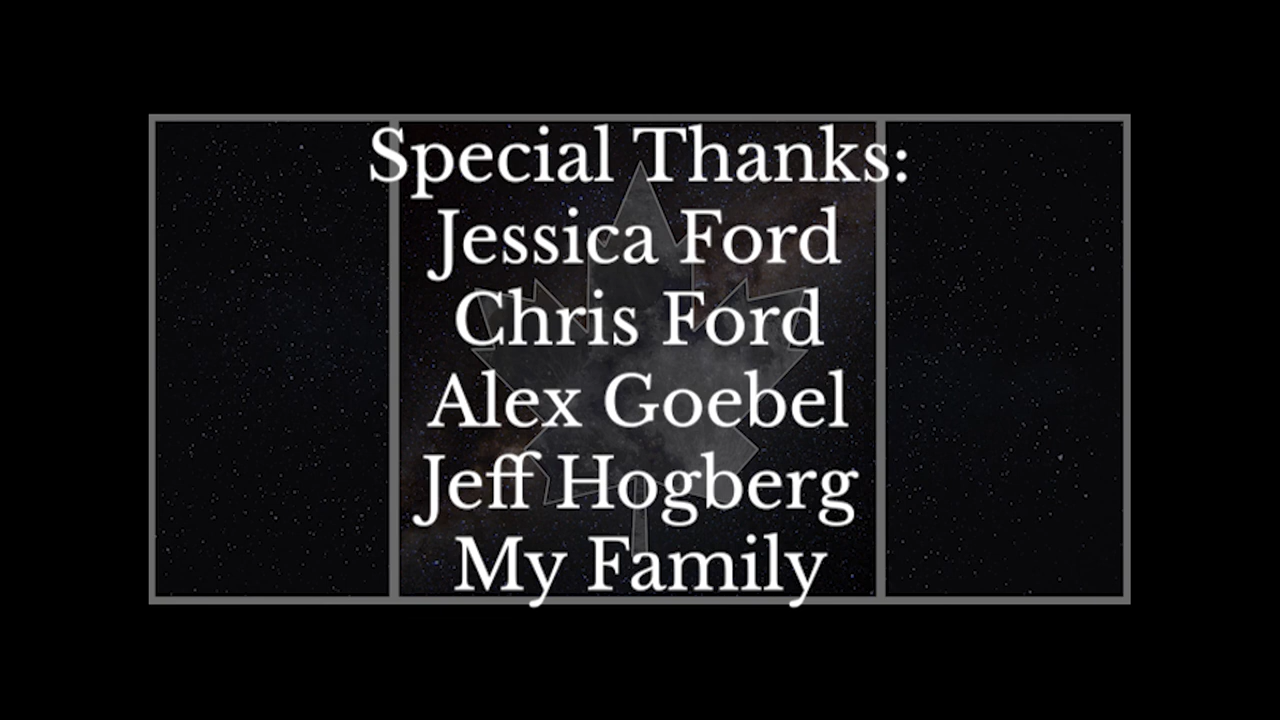 Special Thanks:
Jessica Ford
Chris Ford
Alex Goebel
Jeff Hogberg
My Family